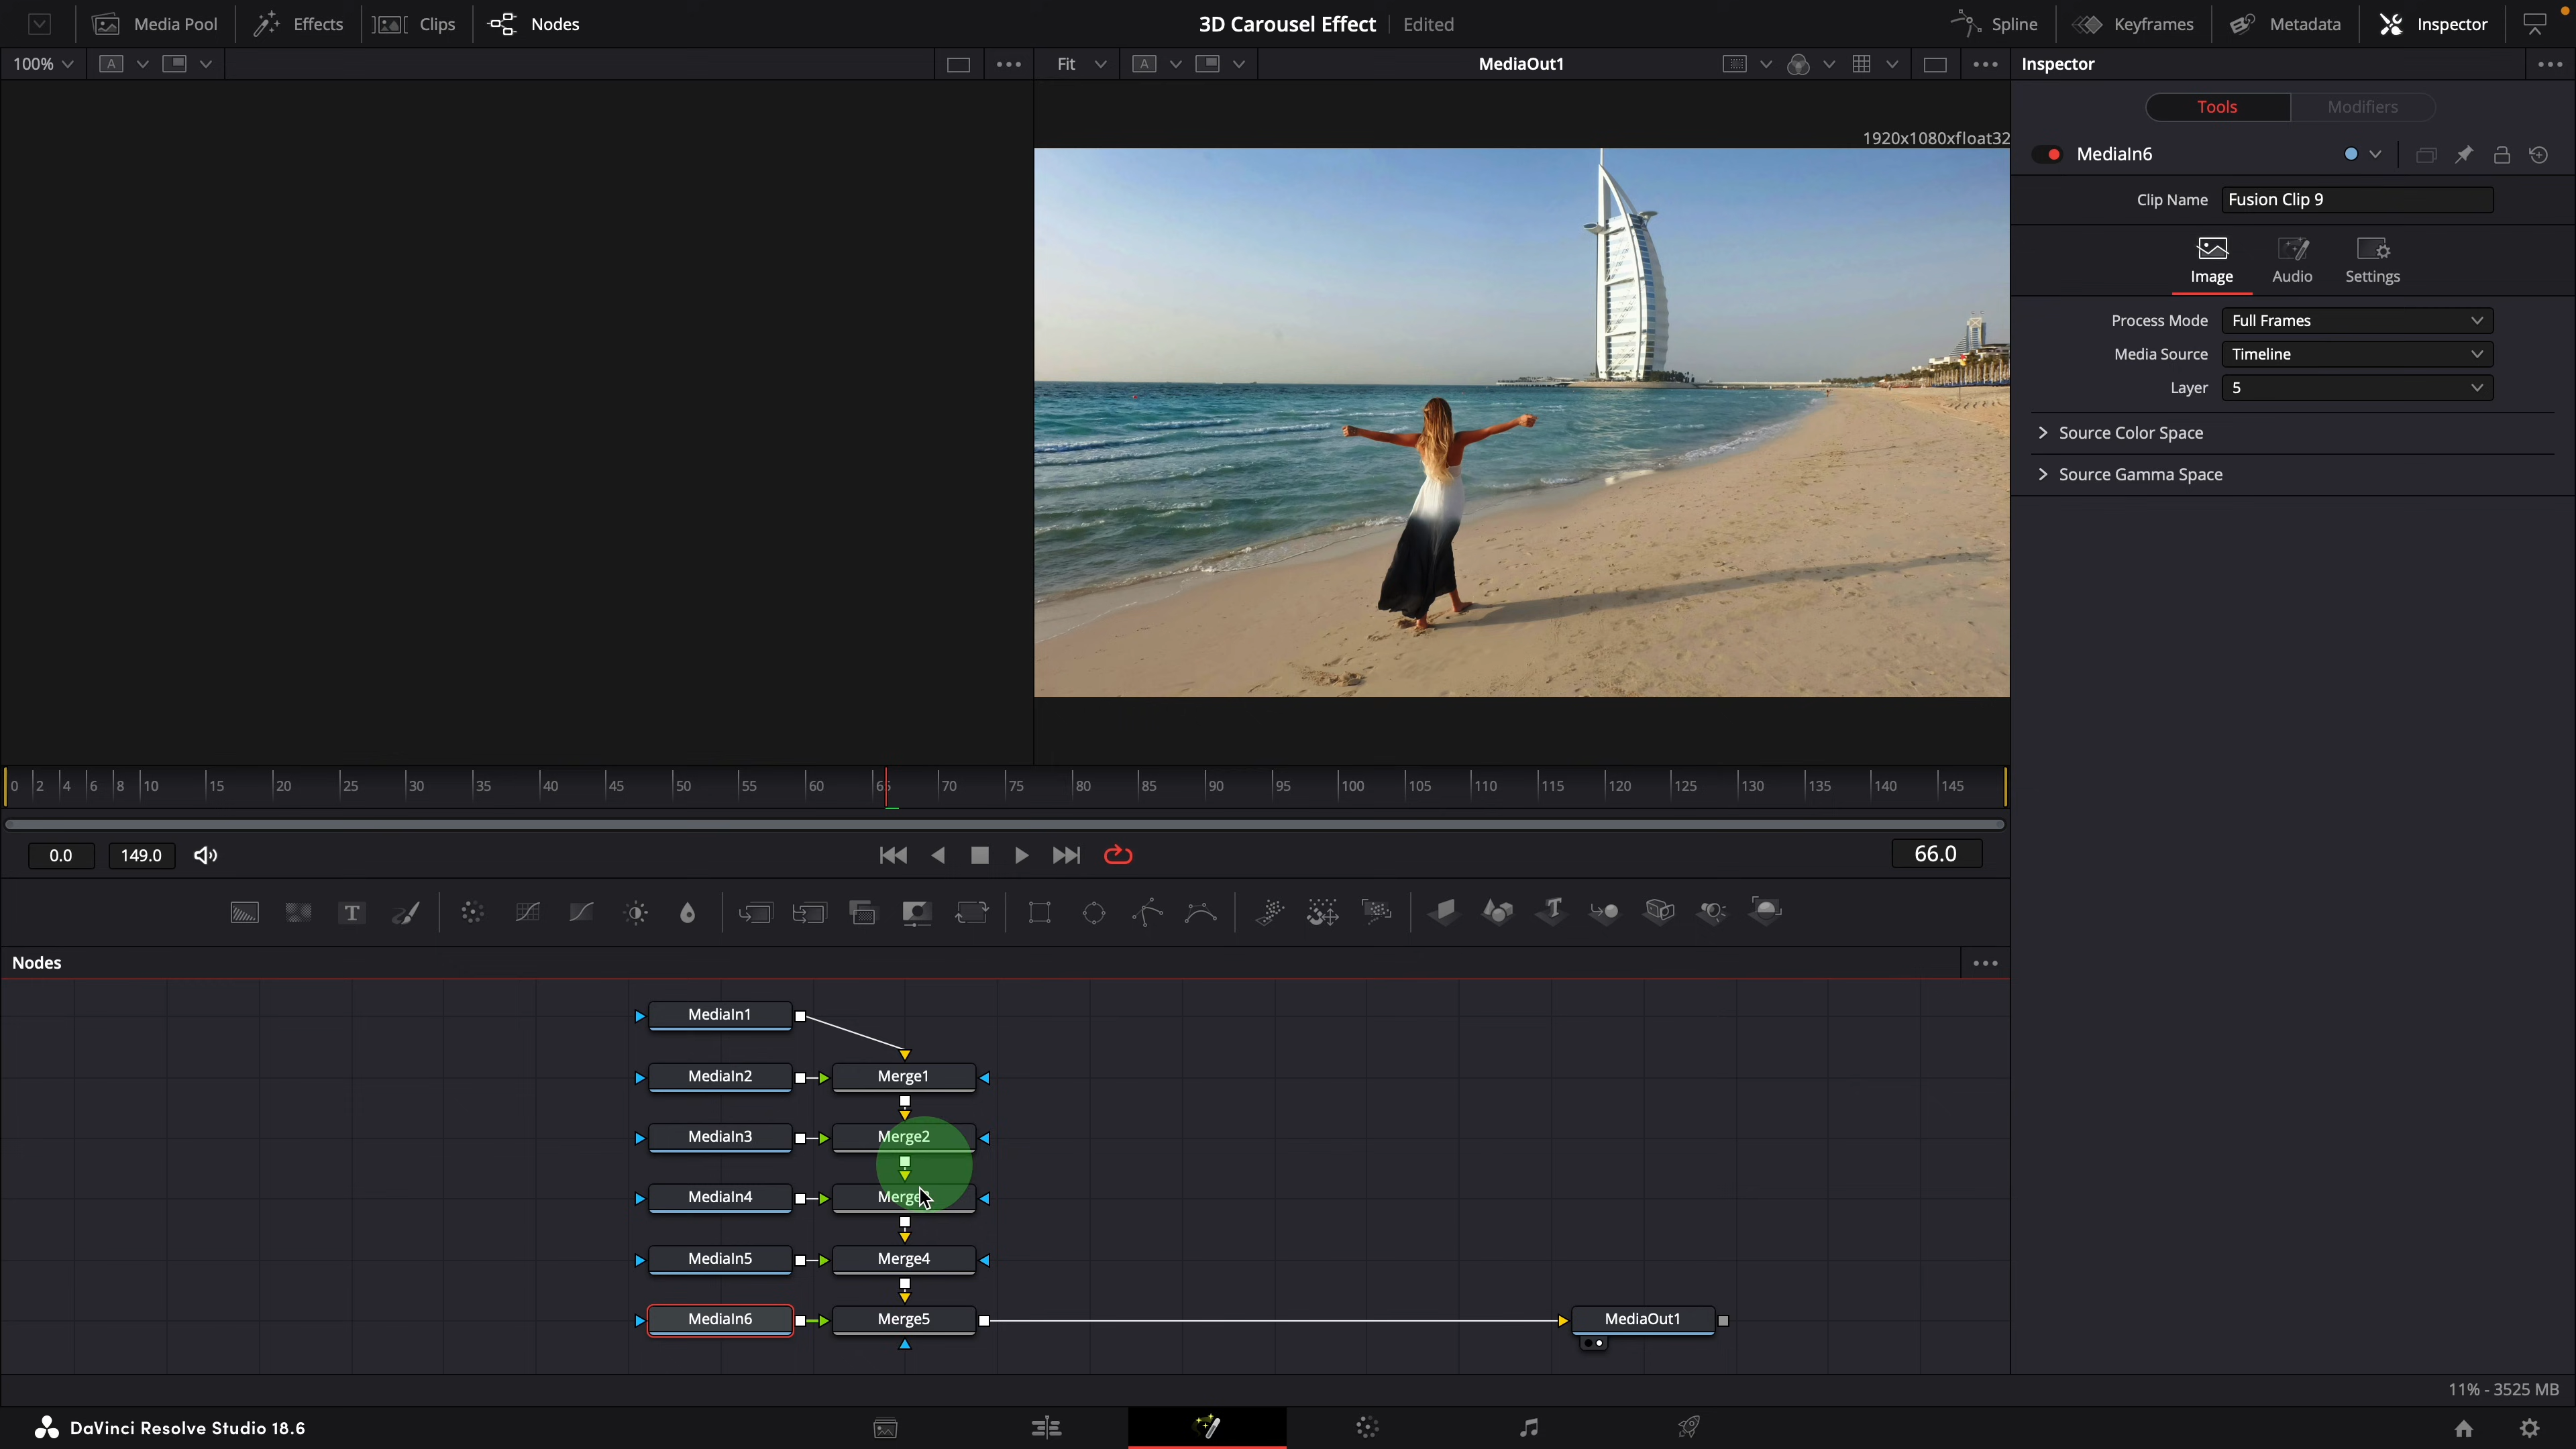 Media Pool
Effects
Clips
Nodes
3D Carousel Effect
Edited
Spline
Keyframes
Metadata
Inspector
100%
A
Fit
A
MediaOut1
Inspector
Tools
Modifiers
1920x1080xfloat32
MediaIn6
Clip Name
Fusion Clip 9
Image
Audio
Settings
Process Mode
Full Frames
Media Source
Timeline
Layer
5
Source Color Space
Source Gamma Space
0 2 4 6 8 10 15 20 25 30 35 40 45 50 55 60 65 70 75 80 85 90 95 100 105 110 115 120 125 130 135 140 145
0.0
149.0
66.0
T
T
Nodes
MediaIn1
MediaIn2
Merge1
MediaIn3
Merge2
MediaIn4
MediaIn5
Merge4
MediaIn6
Merge5
MediaOut1
11% - 3525 MB
DaVinci Resolve Studio 18.6